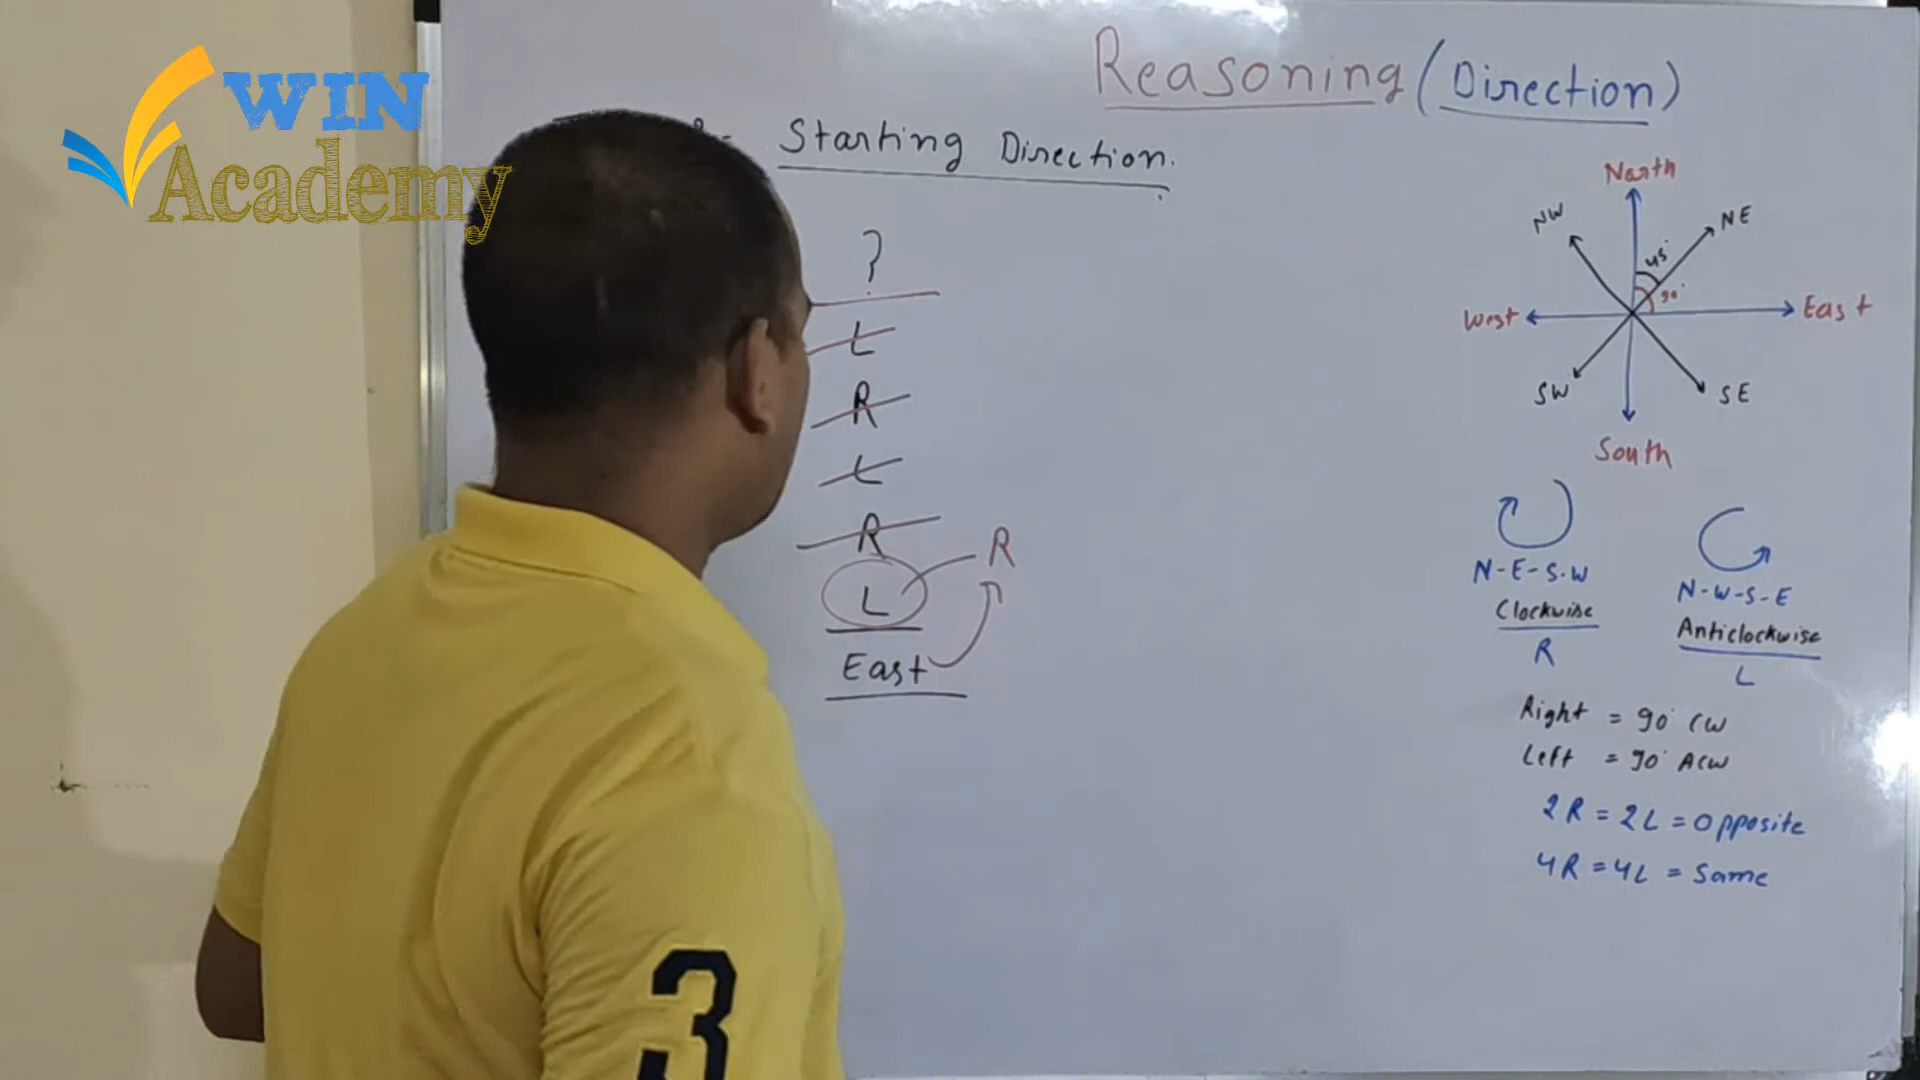 WIN
Academy
Reasoning (Direction)
Starting Direction.
?
L
R
L
R
L
R
East
North
NW
NE
45°
90°
West
East
SW
SE
South
N-E-S-W
Clockwise
R
N-W-S-E
Anticlockwise
L
Right = 90° CW
Left = 90° ACW
2R = 2L = Opposite
4R = 4L = Same
3